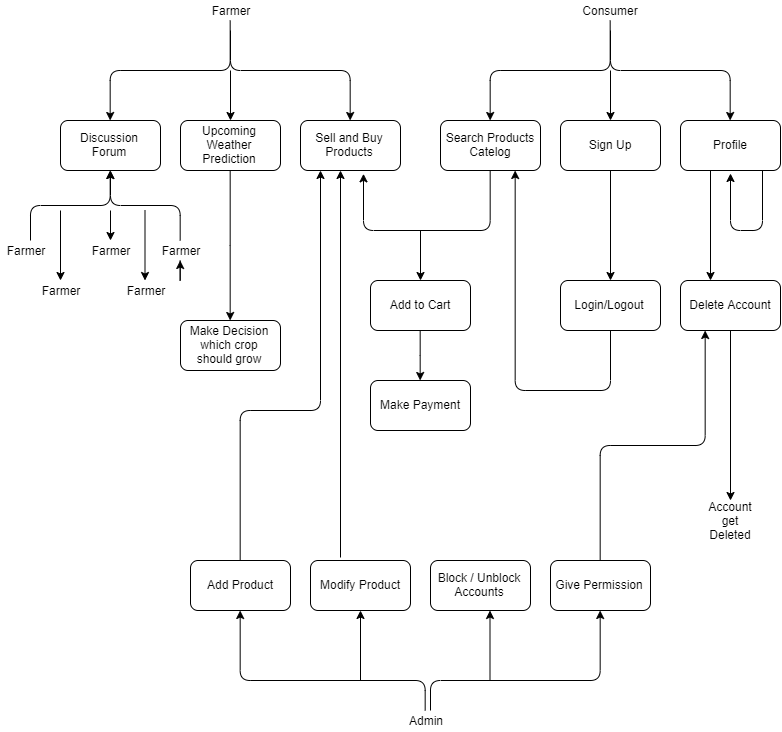 Farmer
Consumer
Discussion
Forum
Upcoming
Weather
Prediction
Sell and Buy
Products
Search Products
Catelog
Sign Up
Profile
Farmer
Farmer
Farmer
Farmer
Farmer
Add to Cart
Login/Logout
Delete Account
Make Decision
which crop
should grow
Make Payment
Account
get
Deleted
Add Product
Modify Product
Block / Unblock
Accounts
Give Permission
Admin